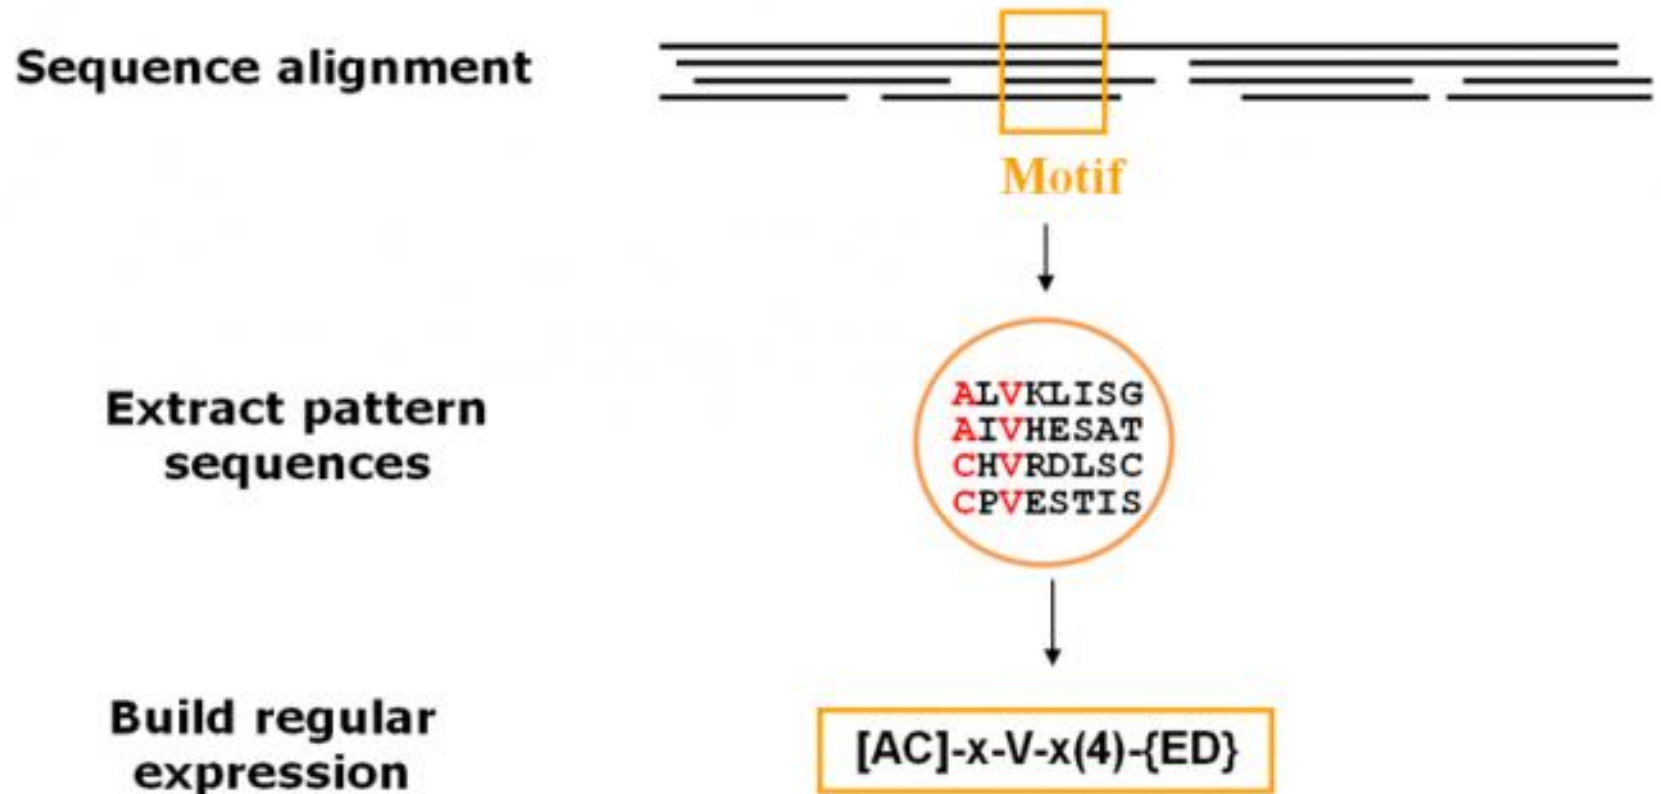 Sequence alignment
Motif
Extract pattern
sequences
ALVKLISG
AIVHESAT
CHVRDLSC
CPVESTIS
Build regular
expression
[AC]-x-V-x(4)-{ED}